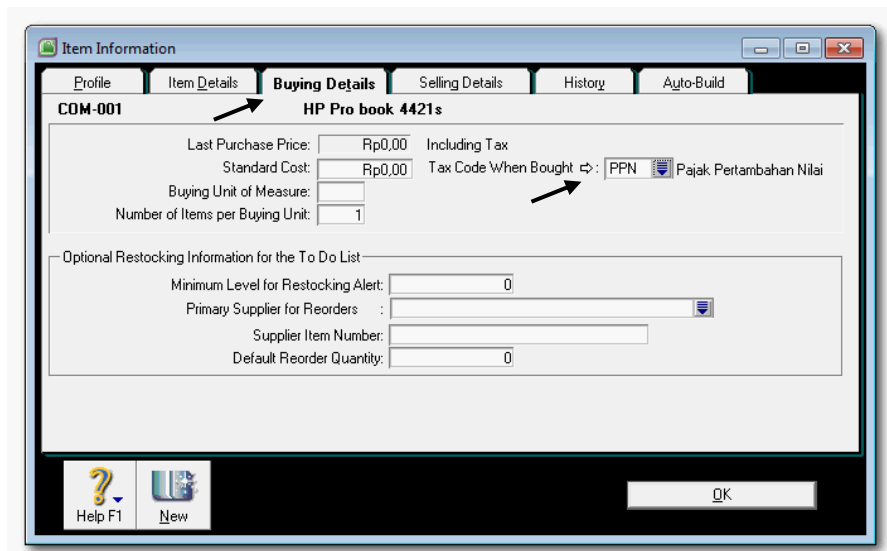 Item Information
Profile Item Details Buying Details Selling Details History Auto-Build
COM-001 HP Pro book 4421s
Last Purchase Price: Rp0,00 Including Tax
Standard Cost: Rp0,00 Tax Code When Bought ⇨: PPN Pajak Pertambahan Nilai
Buying Unit of Measure:
Number of Items per Buying Unit: 1
Optional Restocking Information for the To Do List
Minimum Level for Restocking Alert: 0
Primary Supplier for Reorders :
Supplier Item Number:
Default Reorder Quantity: 0
Help F1 New OK